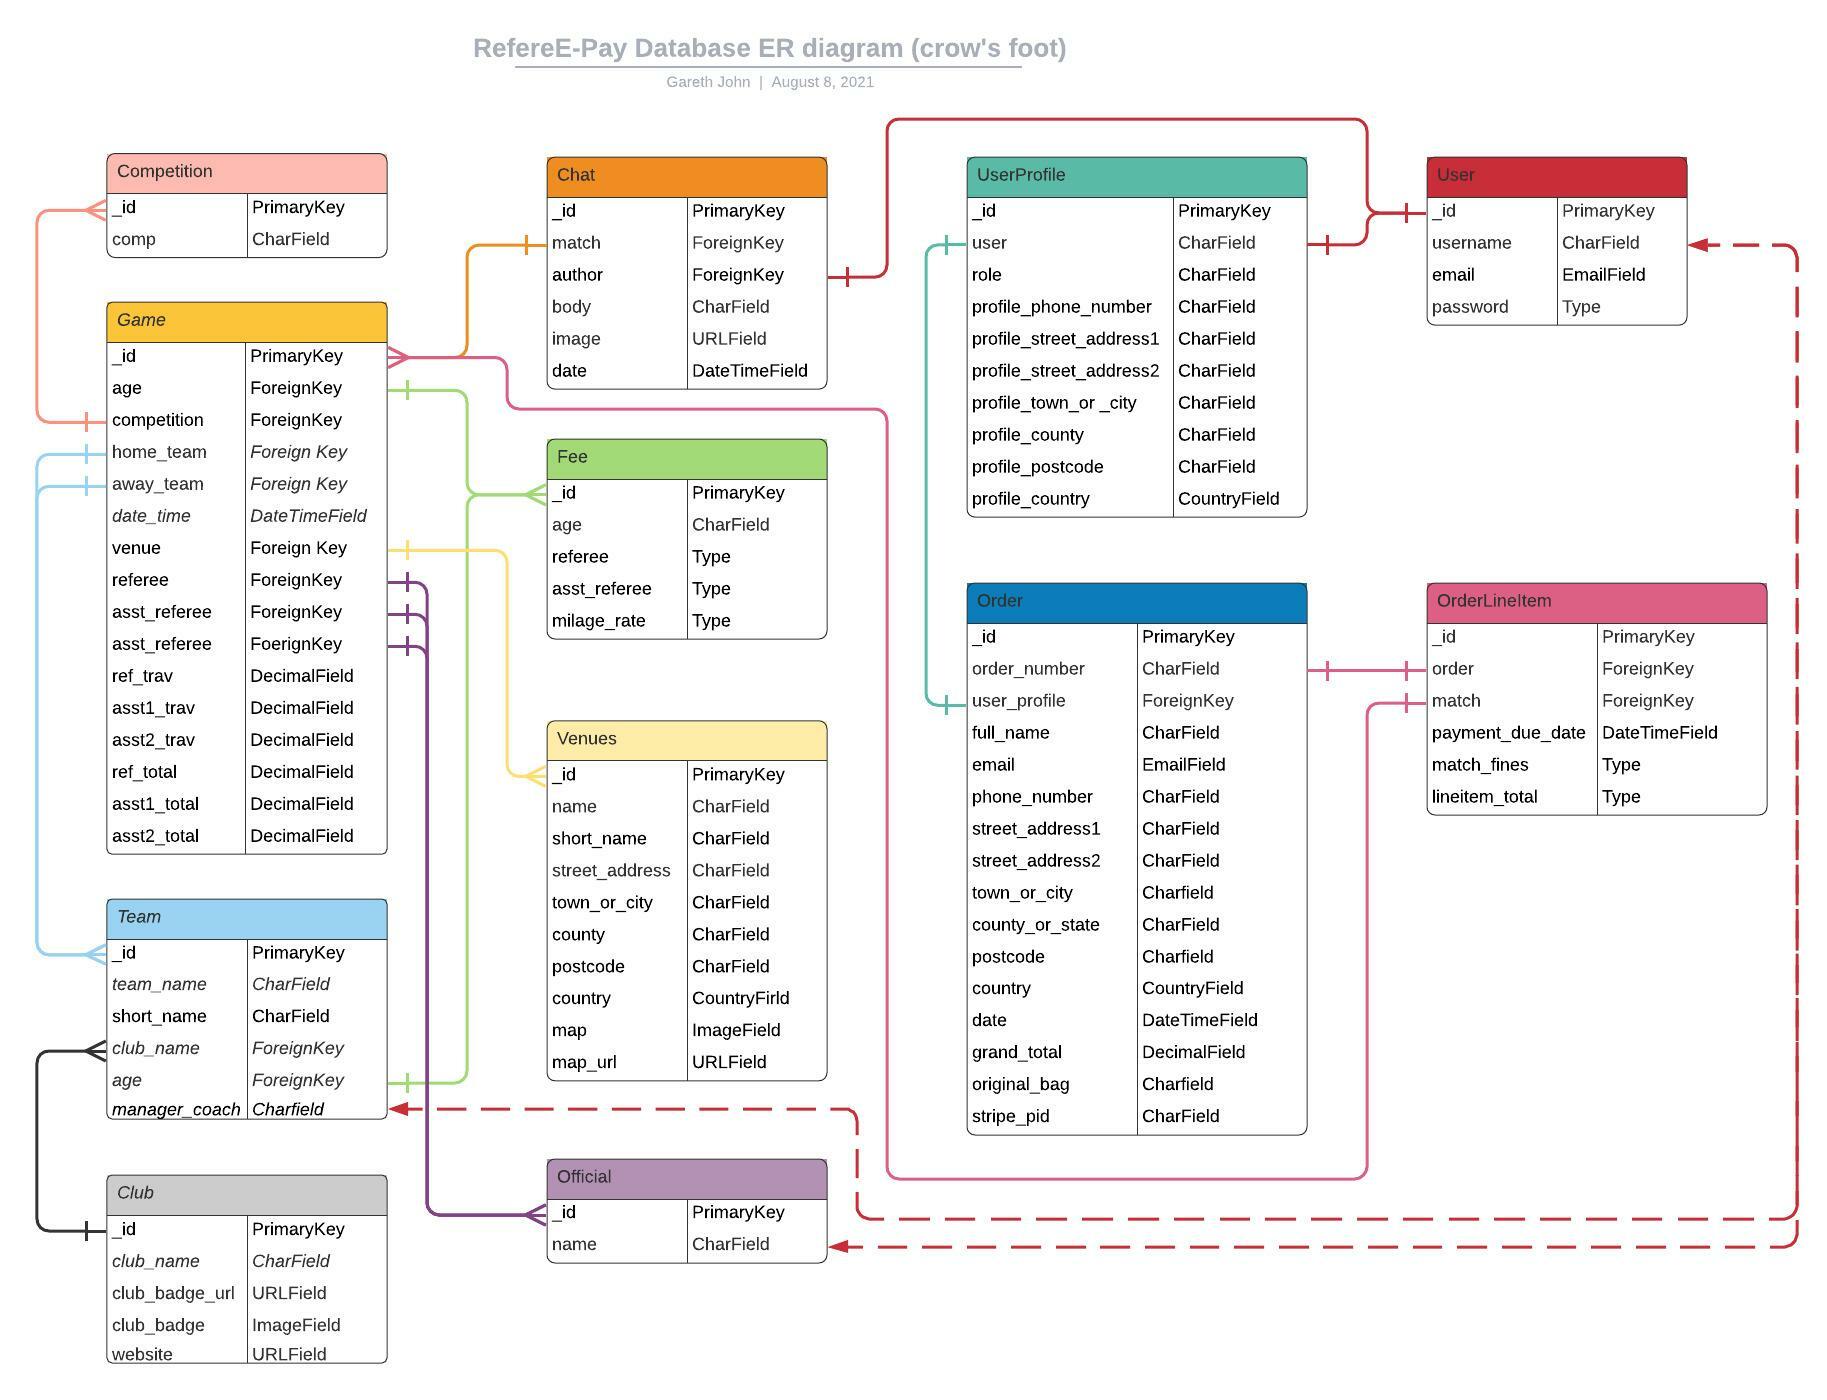 RefereE-Pay Database ER diagram (crow's foot)
Gareth John | August 8, 2021
Competition
_id PrimaryKey
comp CharField
Game
_id PrimaryKey
age ForeignKey
competition ForeignKey
home_team Foreign Key
away_team Foreign Key
date_time DateTimeField
venue Foreign Key
referee ForeignKey
asst_referee ForeignKey
asst_referee FoerignKey
ref_trav DecimalField
asst1_trav DecimalField
asst2_trav DecimalField
ref_total DecimalField
asst1_total DecimalField
asst2_total DecimalField
Team
_id PrimaryKey
team_name CharField
short_name CharField
club_name ForeignKey
age ForeignKey
manager_coach Charfield
Club
_id PrimaryKey
club_name CharField
club_badge_url URLField
club_badge ImageField
website URLField
Chat
_id PrimaryKey
match ForeignKey
author ForeignKey
body CharField
image URLField
date DateTimeField
Fee
_id PrimaryKey
age CharField
referee Type
asst_referee Type
milage_rate Type
Venues
_id PrimaryKey
name CharField
short_name CharField
street_address CharField
town_or_city CharField
county CharField
postcode CharField
country CountryFirld
map ImageField
map_url URLField
Official
_id PrimaryKey
name CharField
UserProfile
_id PrimaryKey
user CharField
role CharField
profile_phone_number CharField
profile_street_address1 CharField
profile_street_address2 CharField
profile_town_or _city CharField
profile_county CharField
profile_postcode CharField
profile_country CountryField
Order
_id PrimaryKey
order_number CharField
user_profile ForeignKey
full_name CharField
email EmailField
phone_number CharField
street_address1 CharField
street_address2 CharField
town_or_city Charfield
county_or_state CharField
postcode Charfield
country CountryField
date DateTimeField
grand_total DecimalField
original_bag Charfield
stripe_pid CharField
User
_id PrimaryKey
username CharField
email EmailField
password Type
OrderLineItem
_id PrimaryKey
order ForeignKey
match ForeignKey
payment_due_date DateTimeField
match_fines Type
lineitem_total Type